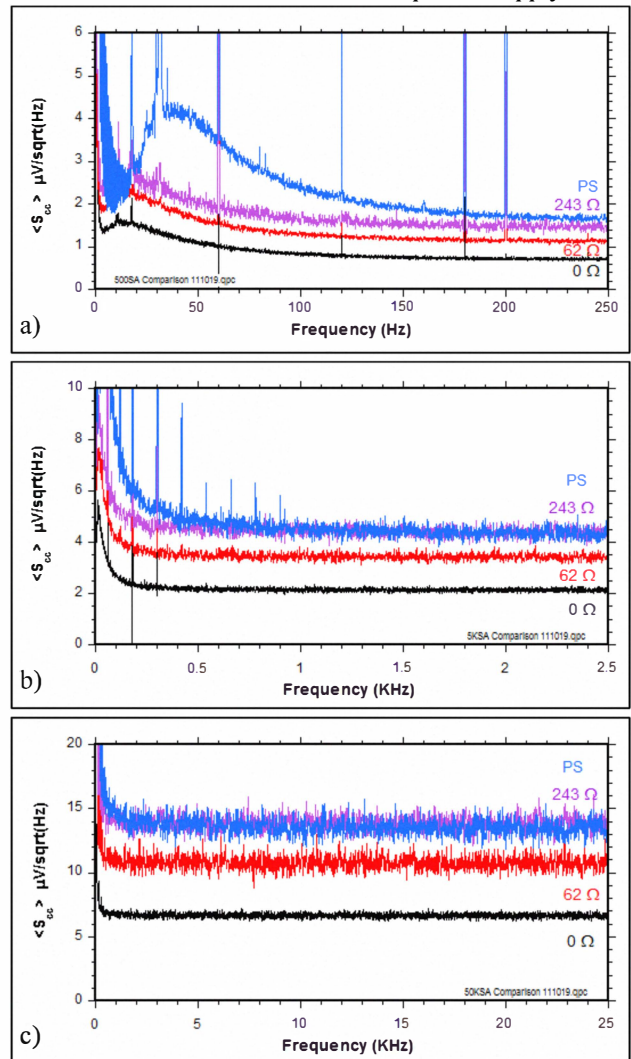 6
5
4
3
2
1
0
< S_cc > µV/sqrt(Hz)
PS
243 Ω
62 Ω
0 Ω
500SA Comparison 111019.qpc
0 50 100 150 200 250
Frequency (Hz)
a)
10
8
6
4
2
0
< S_cc > µV/sqrt(Hz)
PS
243 Ω
62 Ω
0 Ω
5KSA Comparison 111019.qpc
0 0.5 1 1.5 2 2.5
Frequency (KHz)
b)
20
15
10
5
0
< S_cc > µV/sqrt(Hz)
PS
243 Ω
62 Ω
0 Ω
50KSA Comparison 111019.qpc
0 5 10 15 20 25
Frequency (KHz)
c)